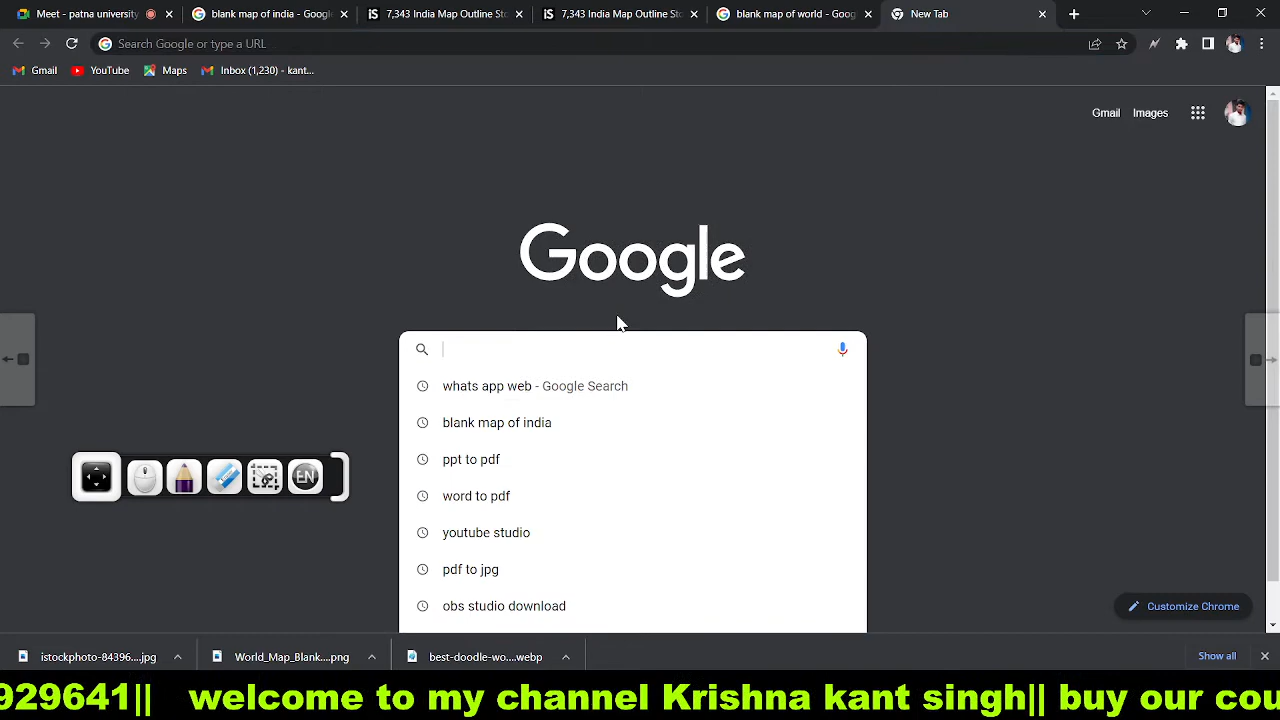 Meet - patna university
blank map of india - Google
iS 7,343 India Map Outline Sto
iS 7,343 India Map Outline Sto
blank map of world - Goog
New Tab
Search Google or type a URL
Gmail
YouTube
Maps
Inbox (1,230) - kant...
Gmail
Images
Google
whats app web - Google Search
blank map of india
ppt to pdf
word to pdf
youtube studio
pdf to jpg
obs studio download
EN
Customize Chrome
istockphoto-84396....jpg
World_Map_Blank....png
best-doodle-wo....webp
Show all
929641|| welcome to my channel Krishna kant singh|| buy our cou